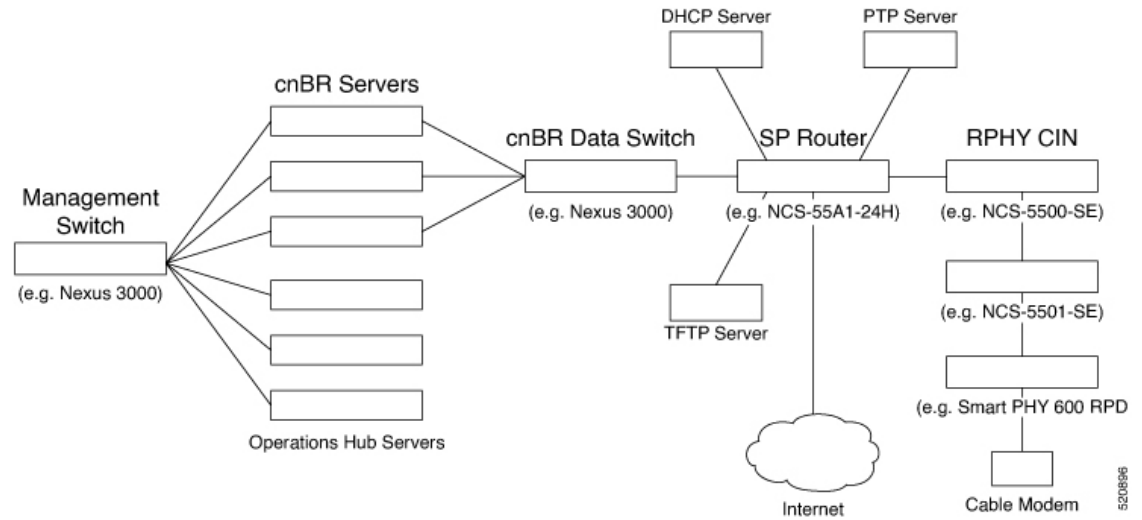 DHCP Server
PTP Server
cnBR Servers
cnBR Data Switch
SP Router
RPHY CIN
Management
Switch
(e.g. Nexus 3000)
(e.g. NCS-55A1-24H)
(e.g. NCS-5500-SE)
(e.g. Nexus 3000)
(e.g. NCS-5501-SE)
TFTP Server
(e.g. Smart PHY 600 RPD
Operations Hub Servers
Internet
Cable Modem
520896